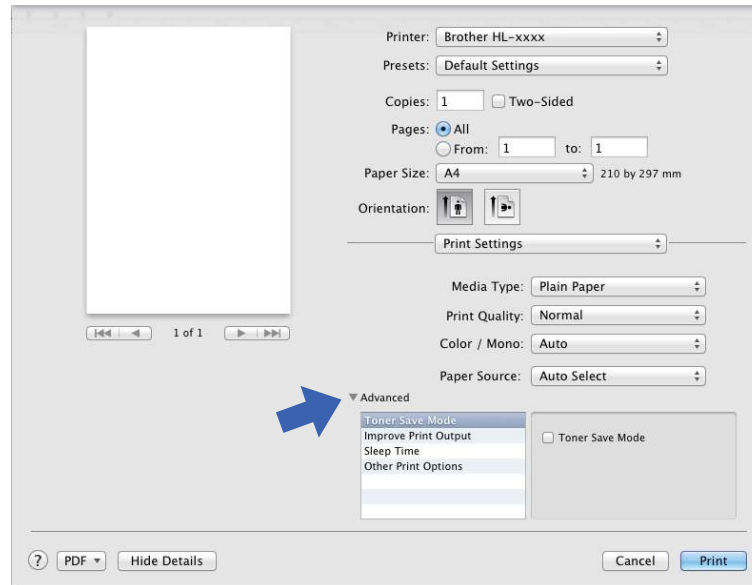 Printer: Brother HL-xxxx
Presets: Default Settings
Copies: 1 Two-Sided
Pages: All
From: 1 to: 1
Paper Size: A4 210 by 297 mm
Orientation:
Print Settings
Media Type: Plain Paper
Print Quality: Normal
Color / Mono: Auto
Paper Source: Auto Select
1 of 1
Advanced
Toner Save Mode
Improve Print Output
Sleep Time
Other Print Options
Toner Save Mode
? PDF Hide Details Cancel Print